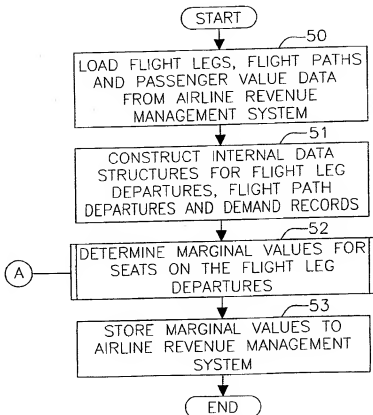 START
50
LOAD FLIGHT LEGS, FLIGHT PATHS
AND PASSENGER VALUE DATA
FROM AIRLINE REVENUE
MANAGEMENT SYSTEM
51
CONSTRUCT INTERNAL DATA
STRUCTURES FOR FLIGHT LEG
DEPARTURES, FLIGHT PATH
DEPARTURES AND DEMAND RECORDS
52
A
DETERMINE MARGINAL VALUES FOR
SEATS ON THE FLIGHT LEG
DEPARTURES
53
STORE MARGINAL VALUES TO
AIRLINE REVENUE MANAGEMENT
SYSTEM
END